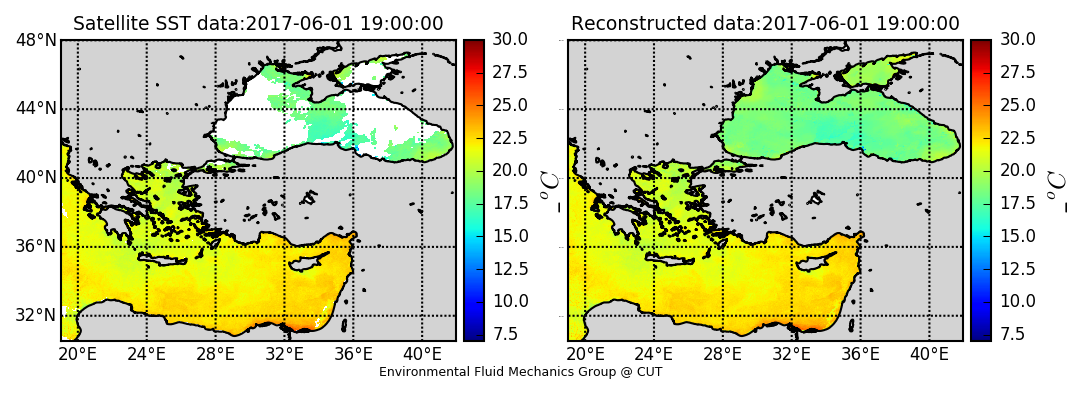 Satellite SST data:2017-06-01 19:00:00
Reconstructed data:2017-06-01 19:00:00
48°N
44°N
40°N
36°N
32°N
20°E 24°E 28°E 32°E 36°E 40°E
30.0
27.5
25.0
22.5
20.0
17.5
15.0
12.5
10.0
7.5
°C
20°E 24°E 28°E 32°E 36°E 40°E
30.0
27.5
25.0
22.5
20.0
17.5
15.0
12.5
10.0
7.5
°C
Environmental Fluid Mechanics Group @ CUT